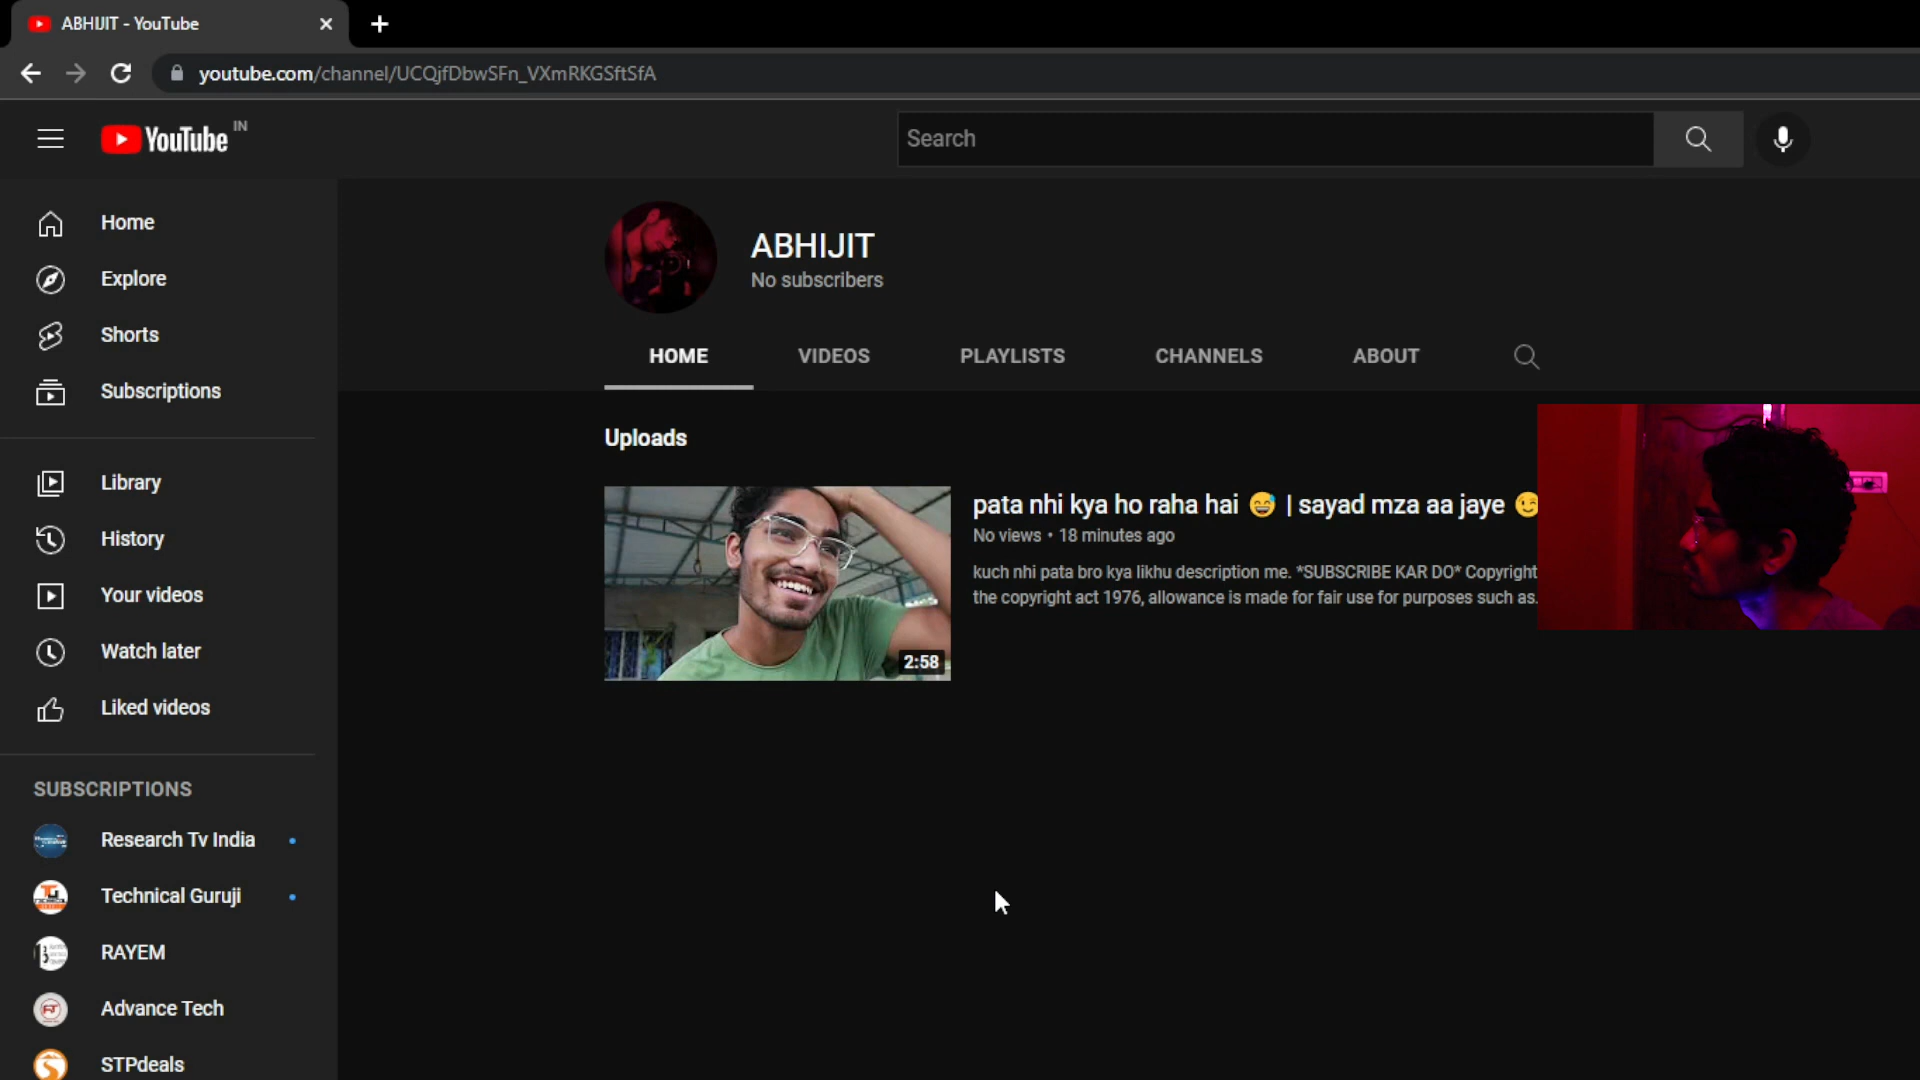 ABHIJIT - YouTube
youtube.com/channel/UCQjfDbwSFn_VXmRKGSftSfA
YouTube IN
Search
Home
Explore
Shorts
Subscriptions
Library
History
Your videos
Watch later
Liked videos
SUBSCRIPTIONS
Research Tv India
Technical Guruji
RAYEM
Advance Tech
STPdeals
ABHIJIT
No subscribers
HOME VIDEOS PLAYLISTS CHANNELS ABOUT
Uploads
2:58
pata nhi kya ho raha hai 😅 | sayad mza aa jaye 😉
No views • 18 minutes ago
kuch nhi pata bro kya likhu description me. *SUBSCRIBE KAR DO* Copyright
the copyright act 1976, allowance is made for fair use for purposes such as.